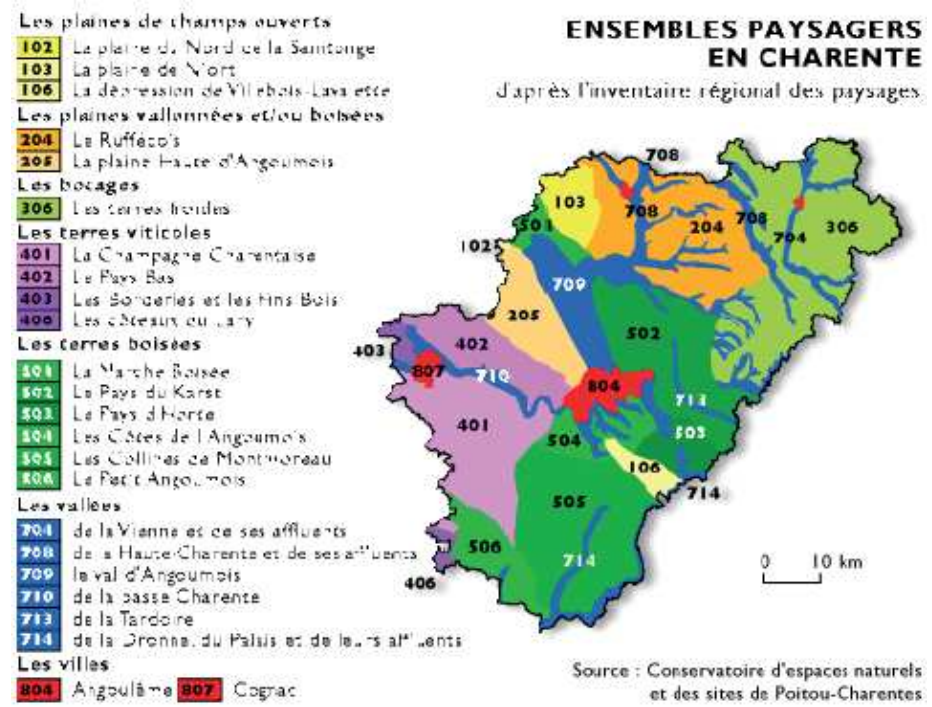 Les plaines de champs ouverts
102 La plaine du Nord de la Saintonge
103 La plaine de Niort
106 La dépression de Villebois-Lavalette
Les plaines vallonnées et/ou boisées
204 Le Ruffécois
205 La plaine Haute d'Angoumois
Les bocages
306 Les terres froides
Les terres viticoles
401 La Champagne Charentaise
402 Le Pays Bas
403 Les Borderies et les Fins Bois
406 Les côteaux du Lary
Les terres boisées
501 La Marche Boisée
502 Le Pays du Karst
503 Le Pays d'Horte
504 Les Côtes de l'Angoumois
505 Les Collines de Montmoreau
506 Le Petit Angoumois
Les vallées
704 de la Vienne et de ses affluents
708 de la Haute-Charente et de ses affluents
709 le val d'Angoumois
710 de la basse Charente
713 de la Tardoire
714 de la Dronne, du Palais et de leurs affluents
Les villes
804 Angoulême 807 Cognac
ENSEMBLES PAYSAGERS
EN CHARENTE
d'après l'inventaire régional des paysages
708
103
708
204
708
704
306
501
102
709
205
502
402
403
807
710
804
713
401
504
503
106
714
505
506
714
406
0 10 km
Source : Conservatoire d'espaces naturels
et des sites de Poitou-Charentes